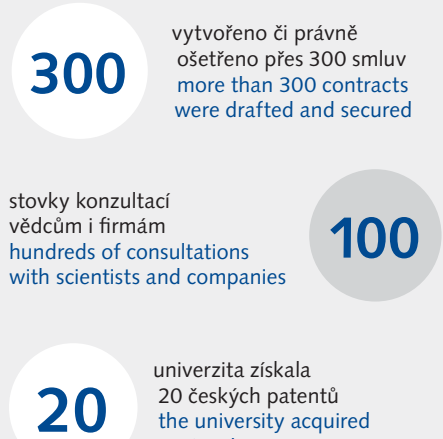 300
vytvořeno či právně
ošetřeno přes 300 smluv
more than 300 contracts
were drafted and secured
stovky konzultací
vědcům i firmám
hundreds of consultations
with scientists and companies
100
20
univerzita získala
20 českých patentů
the university acquired